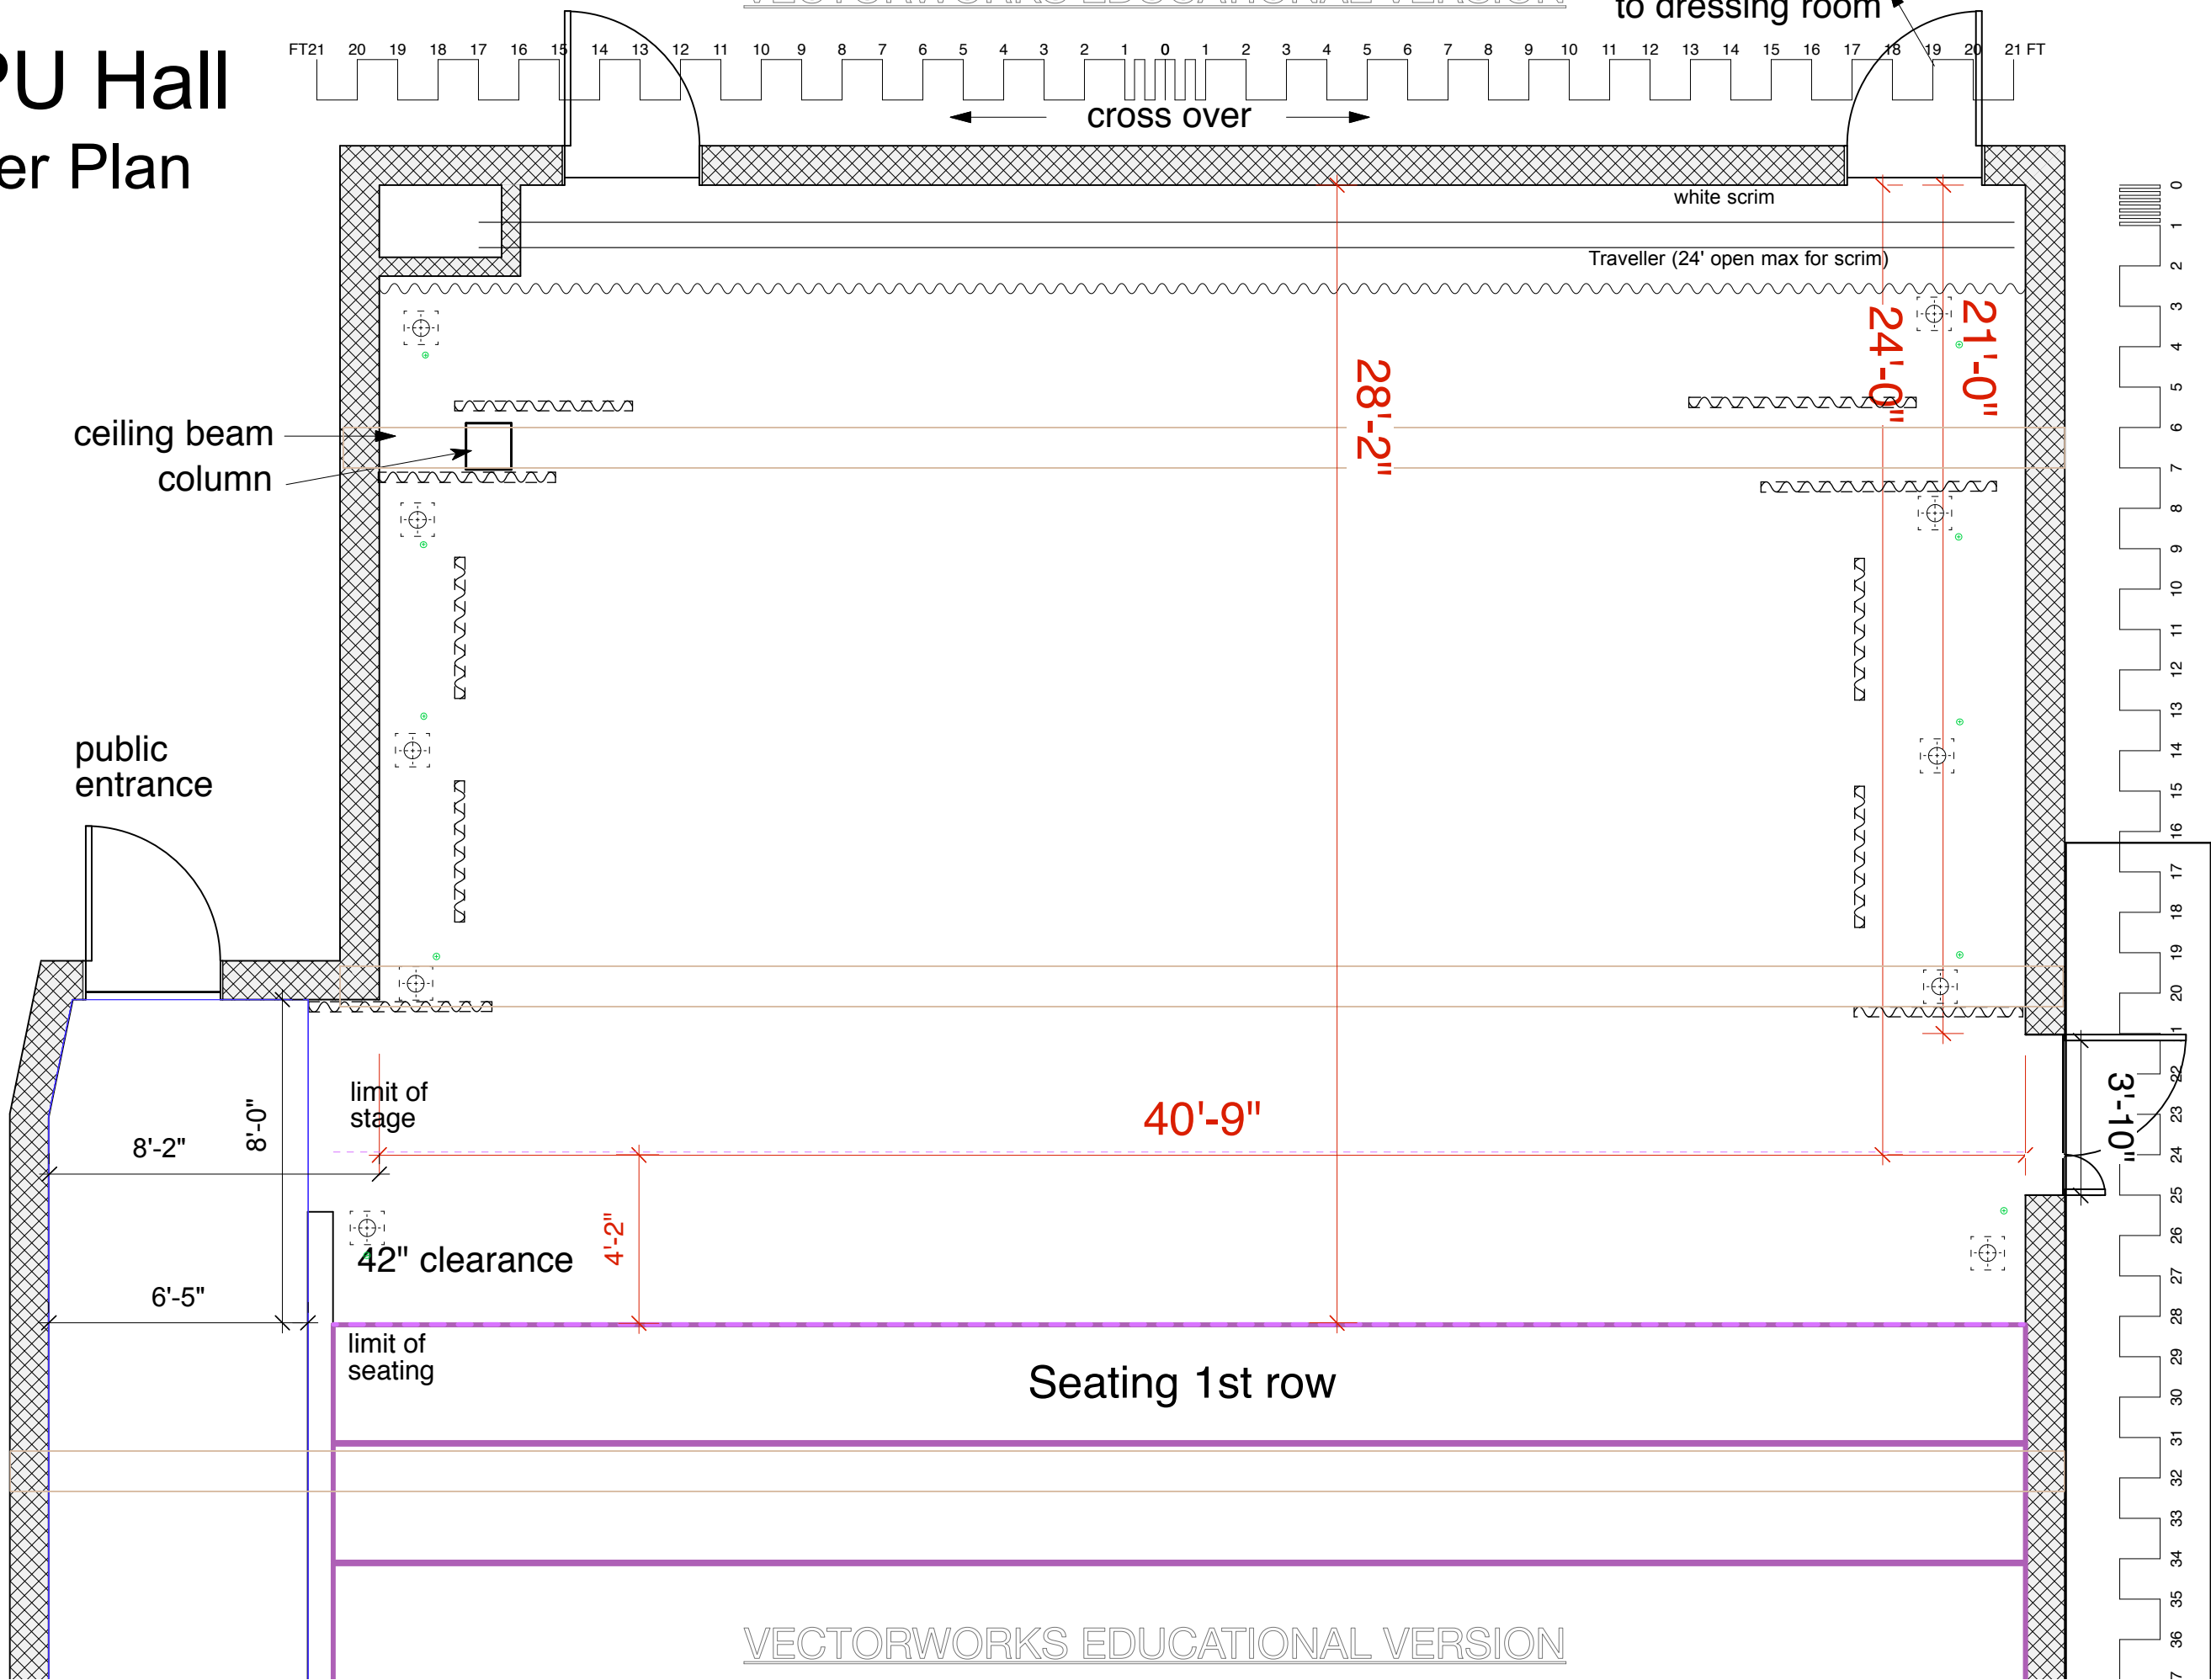 VECTORWORKS EDUCATIONAL VERSION
to dressing room
PU Hall
er Plan
FT21 20 19 18 17 16 15 14 13 12 11 10 9 8 7 6 5 4 3 2 1 0 1 2 3 4 5 6 7 8 9 10 11 12 13 14 15 16 17 18 19 20 21 FT
cross over
white scrim
Traveller (24' open max for scrim)
28'-2"
24'-0"
21'-0"
ceiling beam
column
public
entrance
limit of
stage
40'-9"
8'-2"
8'-0"
3'-10"
42" clearance
4'-2"
6'-5"
limit of
seating
Seating 1st row
0
1
2
3
4
5
6
7
8
9
10
11
12
13
14
15
16
17
18
19
20
21
22
23
24
25
26
27
28
29
30
31
32
33
34
35
36
VECTORWORKS EDUCATIONAL VERSION